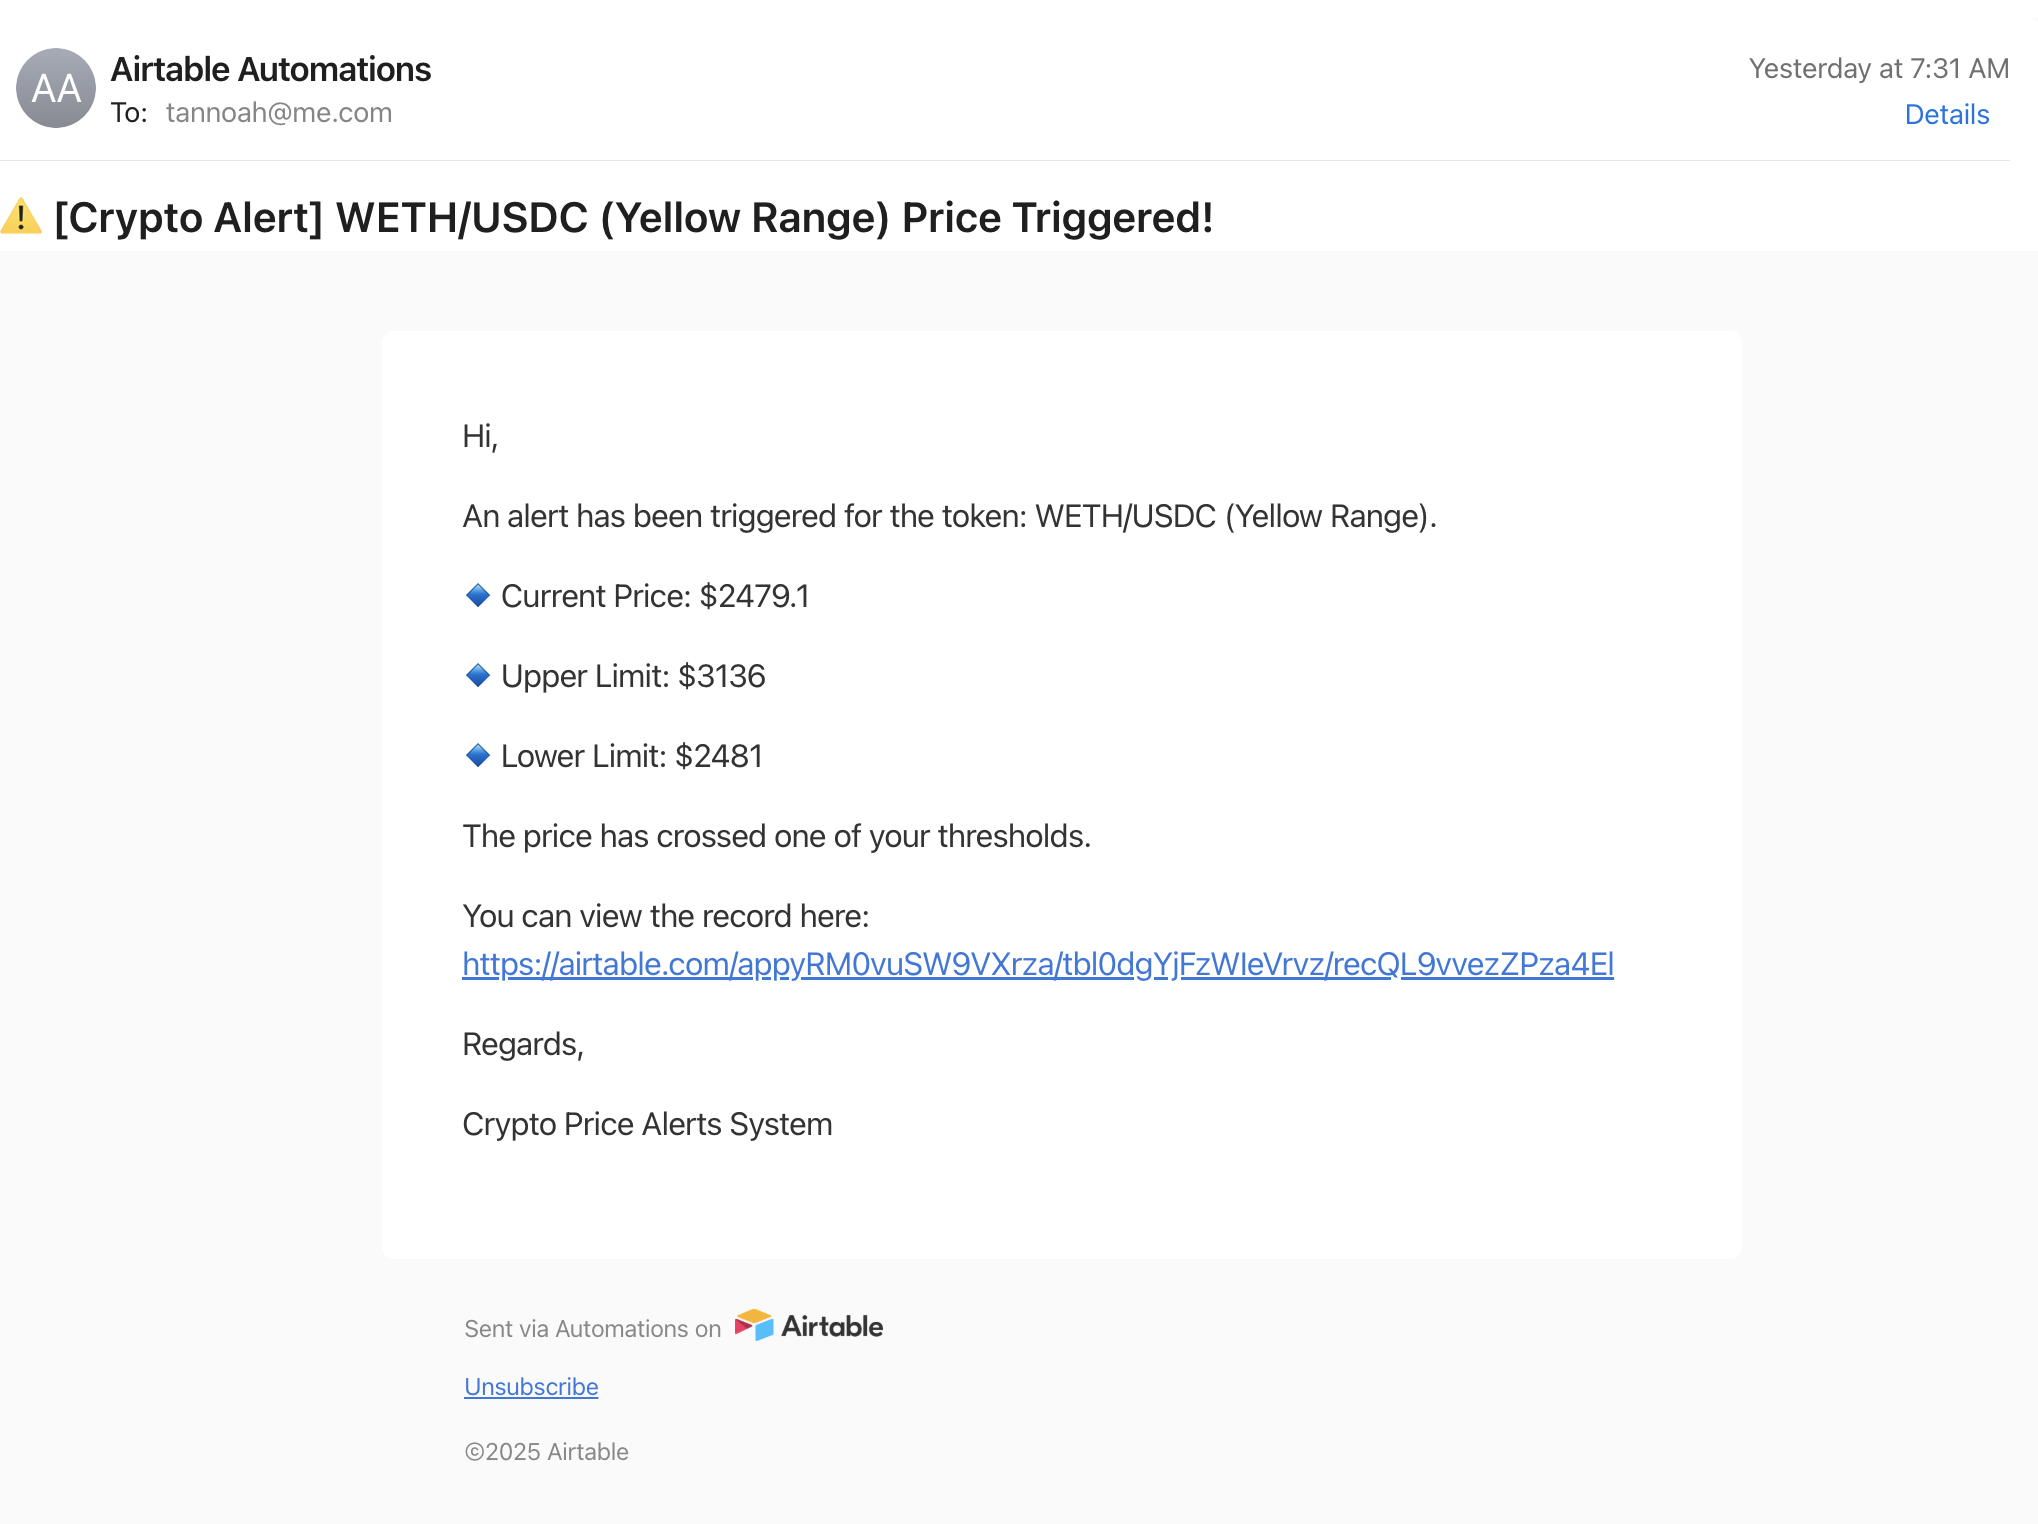 AA
Airtable Automations
Yesterday at 7:31 AM
To: tannoah@me.com
Details
⚠️ [Crypto Alert] WETH/USDC (Yellow Range) Price Triggered!
Hi,
An alert has been triggered for the token: WETH/USDC (Yellow Range).
🔹 Current Price: $2479.1
🔹 Upper Limit: $3136
🔹 Lower Limit: $2481
The price has crossed one of your thresholds.
You can view the record here:
https://airtable.com/appyRM0vuSW9VXrza/tbl0dgYjFzWIeVrvz/recQL9vvezZPza4El
Regards,
Crypto Price Alerts System
Sent via Automations on Airtable
Unsubscribe
©2025 Airtable